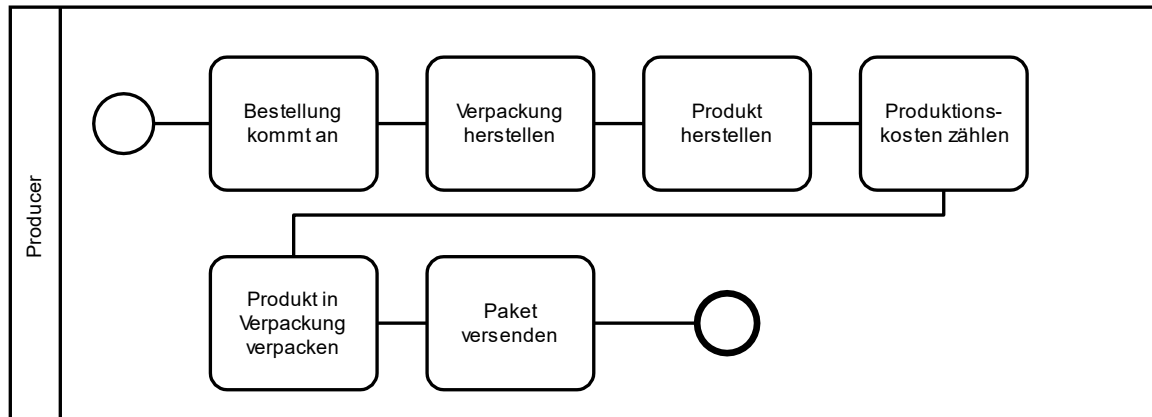 Producer
Bestellung
kommt an
Verpackung
herstellen
Produkt
herstellen
Produktions-
kosten zählen
Produkt in
Verpackung
verpacken
Paket
versenden